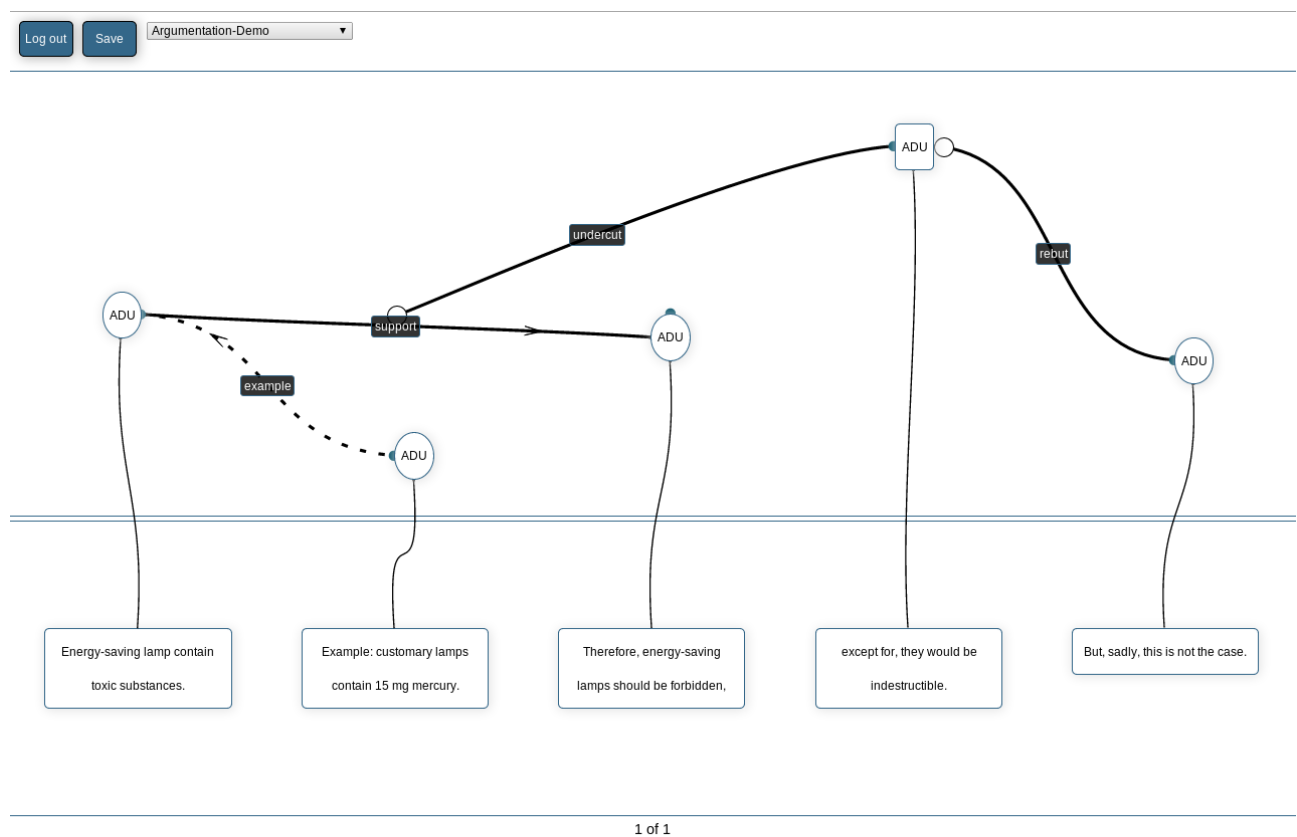 Log out
Save
Argumentation-Demo
ADU
undercut
rebut
ADU
support
ADU
ADU
example
ADU
Energy-saving lamp contain
toxic substances.
Example: customary lamps
contain 15 mg mercury.
Therefore, energy-saving
lamps should be forbidden,
except for, they would be
indestructible.
But, sadly, this is not the case.
1 of 1